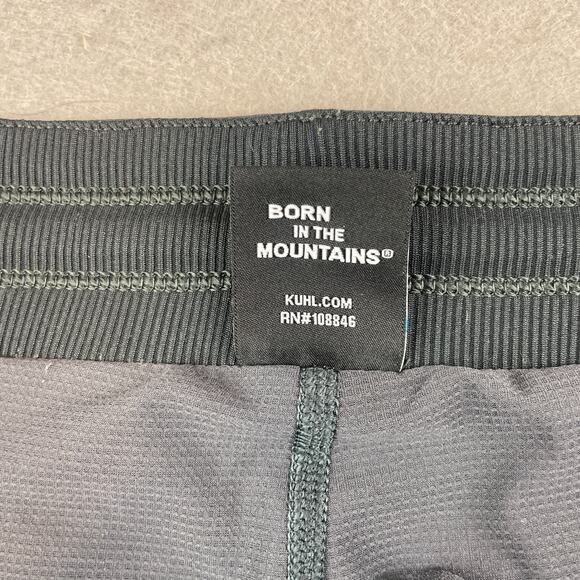 BORN
IN THE
MOUNTAINS®
KUHL.COM
RN#108846